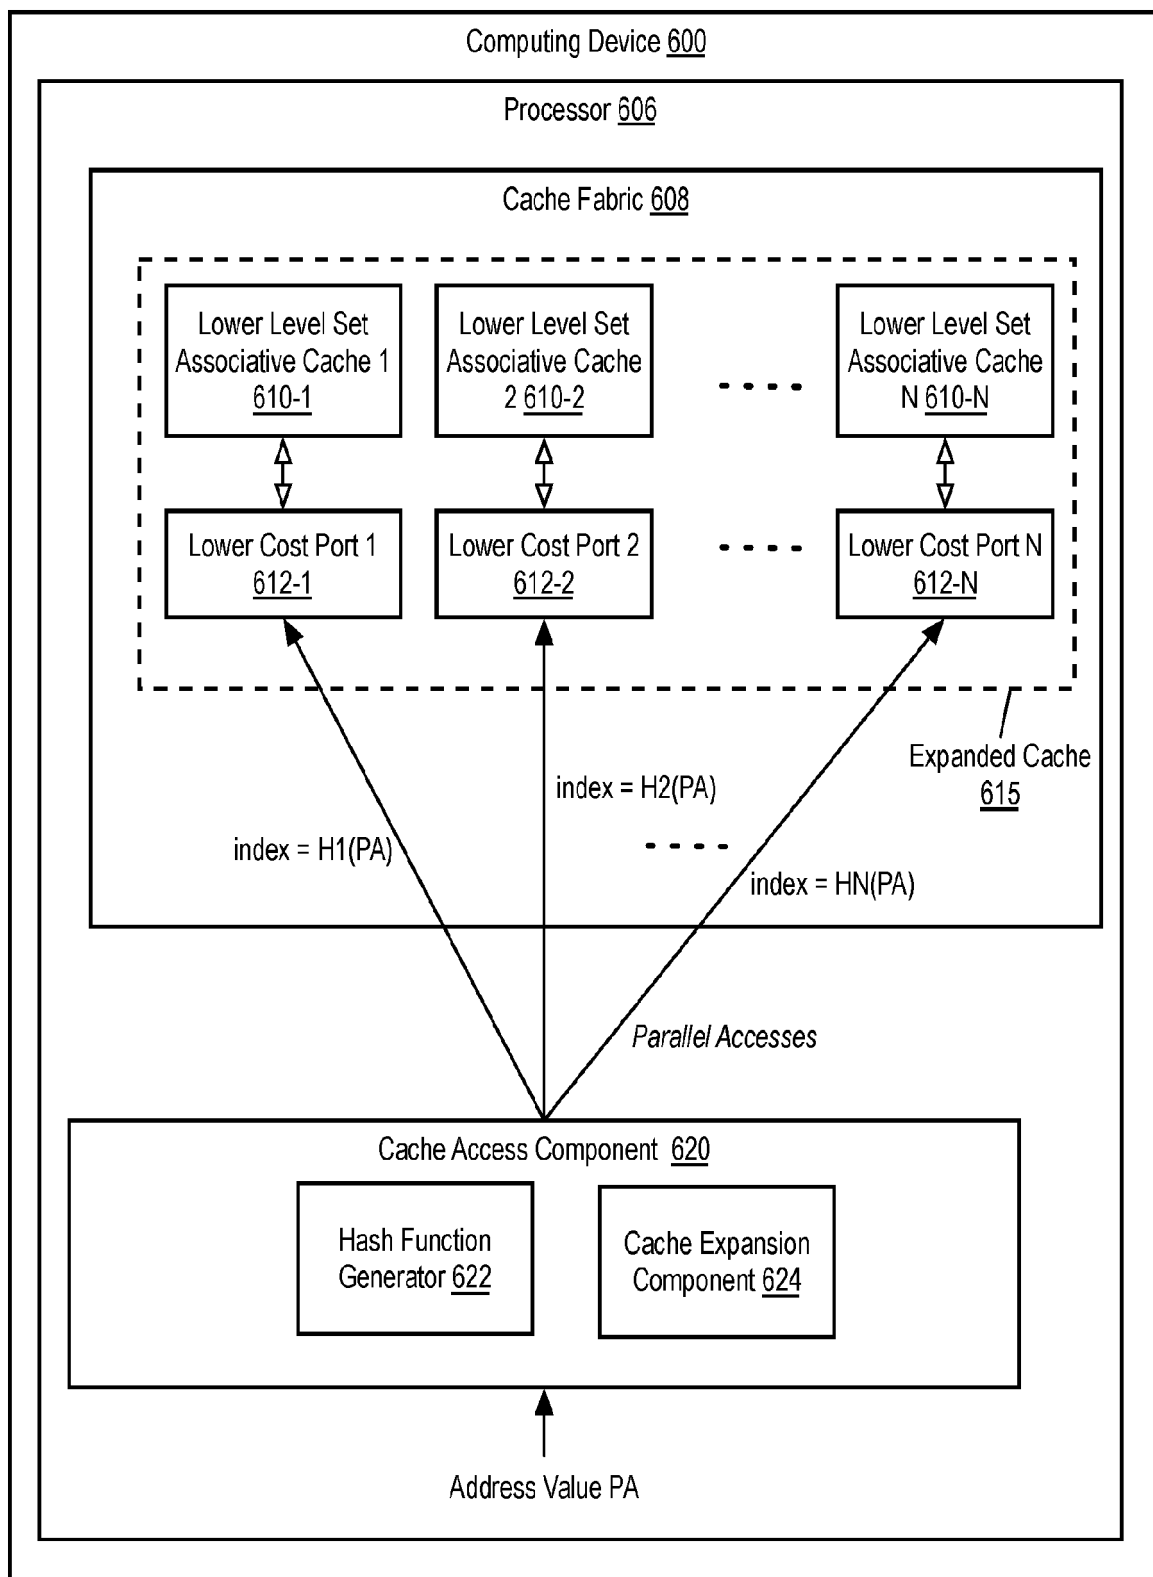 Computing Device 600
Processor 606
Cache Fabric 608
Lower Level Set
Associative Cache 1
610-1
Lower Level Set
Associative Cache
2 610-2
Lower Level Set
Associative Cache
N 610-N
Lower Cost Port 1
612-1
Lower Cost Port 2
612-2
Lower Cost Port N
612-N
Expanded Cache
615
index = H2(PA)
index = H1(PA)
index = HN(PA)
Parallel Accesses
Cache Access Component 620
Hash Function
Generator 622
Cache Expansion
Component 624
Address Value PA